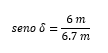 seno δ = 6 m / 6.7 m